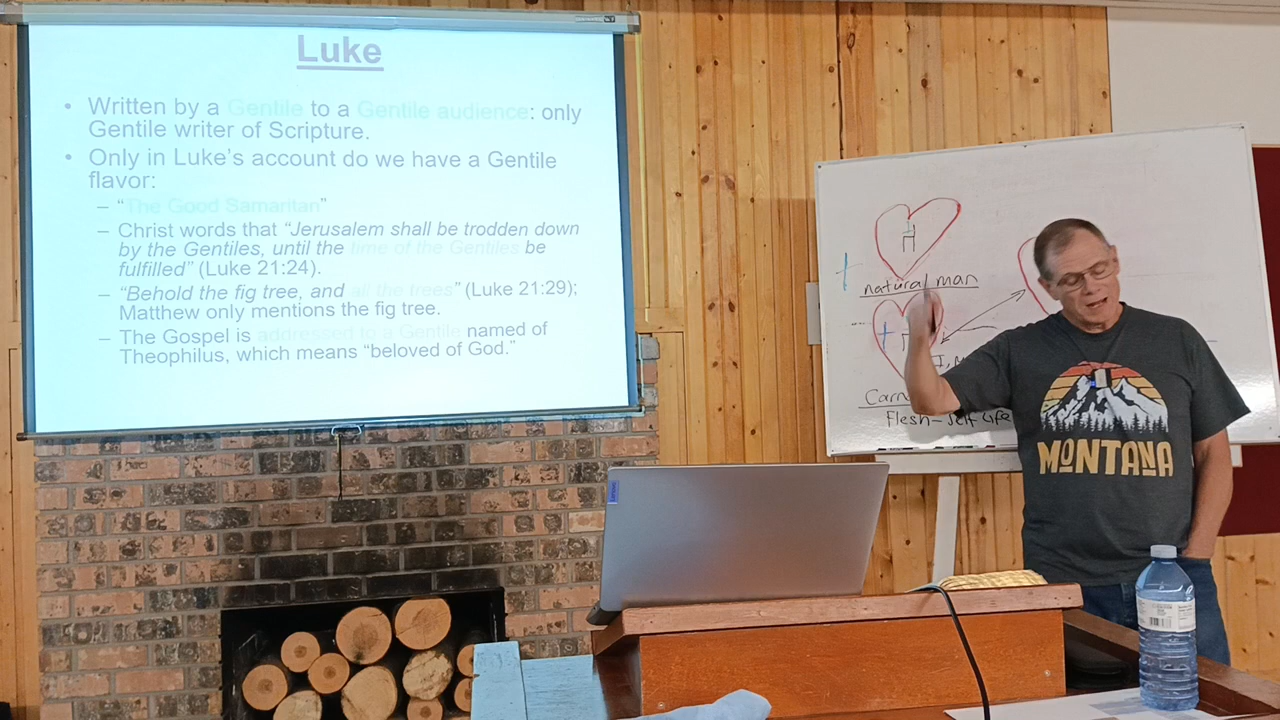 Luke
• Written by a Gentile to a Gentile audience: only
Gentile writer of Scripture.
• Only in Luke's account do we have a Gentile
flavor:
– "The Good Samaritan"
– Christ words that "Jerusalem shall be trodden down
by the Gentiles, until the time of the Gentiles be
fulfilled" (Luke 21:24).
– "Behold the fig tree, and all the trees" (Luke 21:29);
Matthew only mentions the fig tree.
– The Gospel is addressed to a Gentile named of
Theophilus, which means "beloved of God."
natural man
Flesh-self life
MONTANA
Lenovo